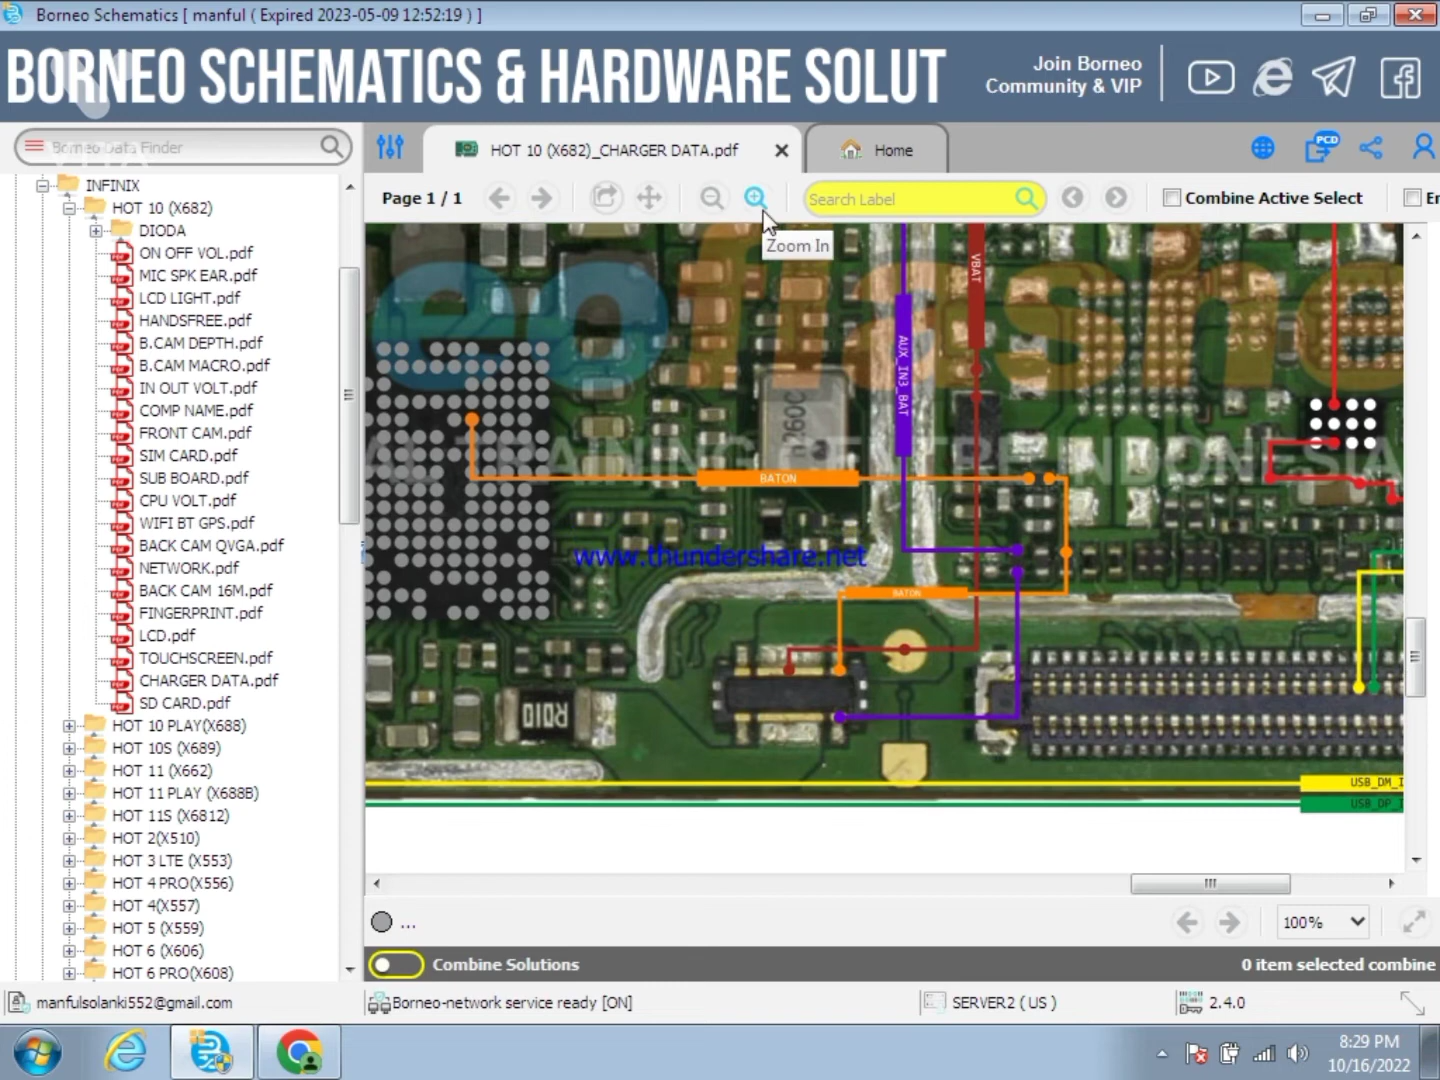 Borneo Schematics [ manful ( Expired 2023-05-09 12:52:19 ) ]
BORNEO SCHEMATICS & HARDWARE SOLUT
Join Borneo
Community & VIP
Borneo Data Finder
HOT 10 (X682)_CHARGER DATA.pdf
Home
Page 1 / 1
Search Label
Combine Active Select
Zoom In
INFINIX
HOT 10 (X682)
DIODA
ON OFF VOL.pdf
MIC SPK EAR.pdf
LCD LIGHT.pdf
HANDSFREE.pdf
B.CAM DEPTH.pdf
B.CAM MACRO.pdf
IN OUT VOLT.pdf
COMP NAME.pdf
FRONT CAM.pdf
SIM CARD.pdf
SUB BOARD.pdf
CPU VOLT.pdf
WIFI BT GPS.pdf
BACK CAM QVGA.pdf
NETWORK.pdf
BACK CAM 16M.pdf
FINGERPRINT.pdf
LCD.pdf
TOUCHSCREEN.pdf
CHARGER DATA.pdf
SD CARD.pdf
HOT 10 PLAY(X688)
HOT 10S (X689)
HOT 11 (X662)
HOT 11 PLAY (X688B)
HOT 11S (X6812)
HOT 2(X510)
HOT 3 LTE (X553)
HOT 4 PRO(X556)
HOT 4(X557)
HOT 5 (X559)
HOT 6 (X606)
HOT 6 PRO(X608)
VBAT
AUX_IN3_BAT
eoflashe
AL TRAINING CENTRE INDONESIA
BATON
www.thundershare.net
BATON
R010
USB_DM_
USB_DP_
...
100%
Combine Solutions
0 item selected combine
manfulsolanki552@gmail.com
Borneo-network service ready [ON]
SERVER2 ( US )
2.4.0
8:29 PM
10/16/2022